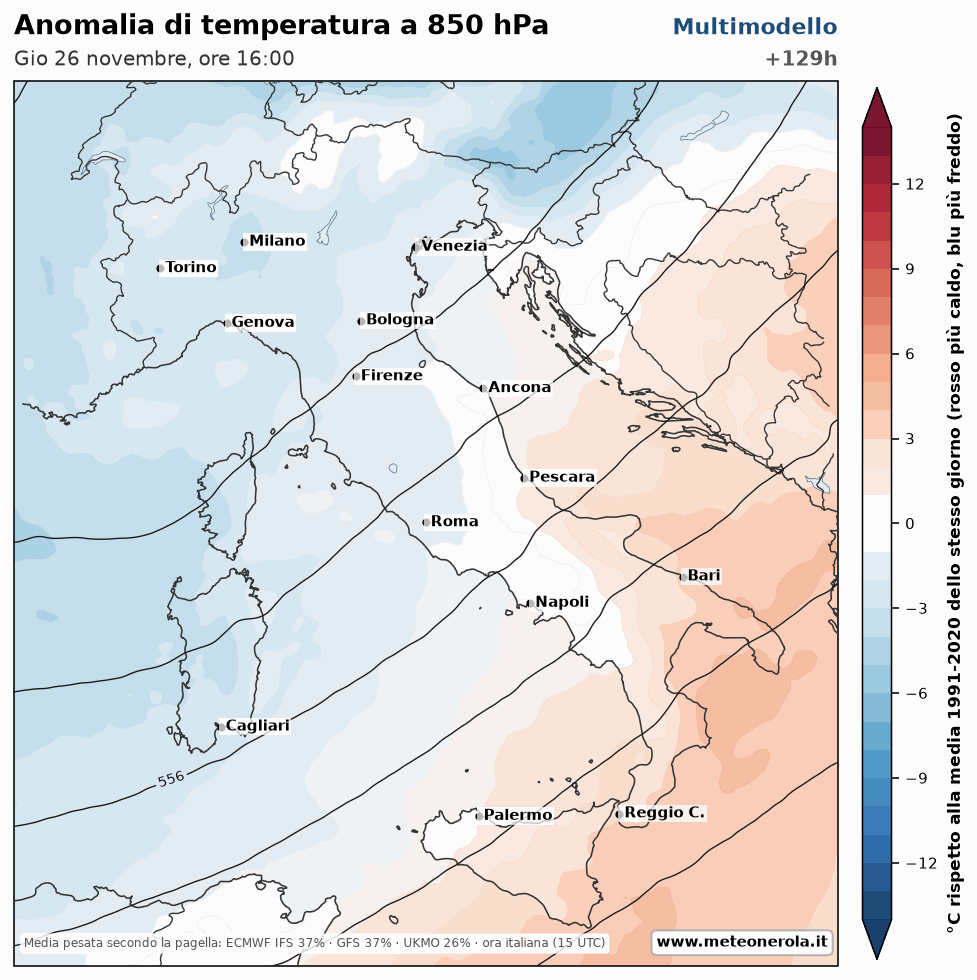 Anomalia di temperatura a 850 hPa
Multimodello
Gio 26 novembre, ore 16:00
+129h
Milano
Venezia
Torino
Genova
Bologna
Firenze
Ancona
Pescara
Roma
Bari
Napoli
Cagliari
556
Palermo
Reggio C.
Media pesata secondo la pagella: ECMWF IFS 37% · GFS 37% · UKMO 26% · ora italiana (15 UTC)
www.meteonerola.it
12
9
6
3
0
−3
−6
−9
−12
°C rispetto alla media 1991-2020 dello stesso giorno (rosso più caldo, blu più freddo)